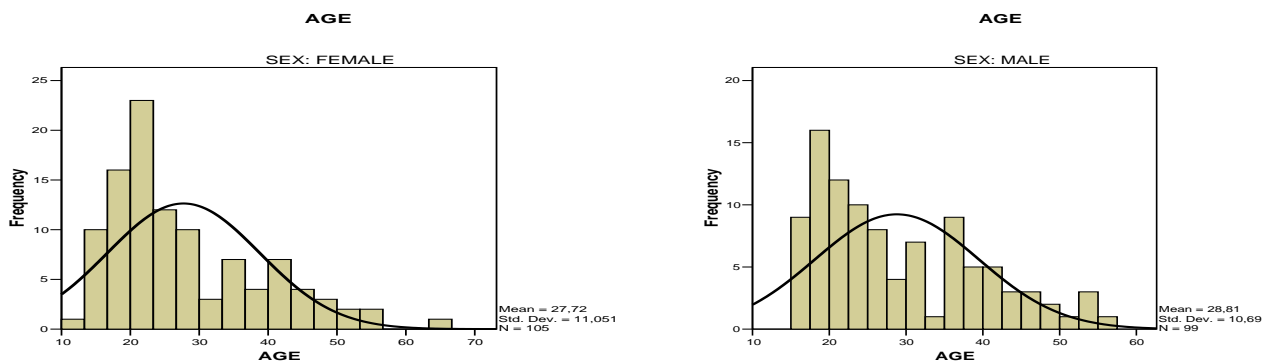 AGE
SEX: FEMALE
25
20
15
10
5
0
Frequency
10 20 30 40 50 60 70
AGE
Mean = 27,72
Std. Dev. = 11,051
N = 105
AGE
SEX: MALE
20
15
10
5
0
Frequency
10 20 30 40 50 60
AGE
Mean = 28,81
Std. Dev. = 10,69
N = 99